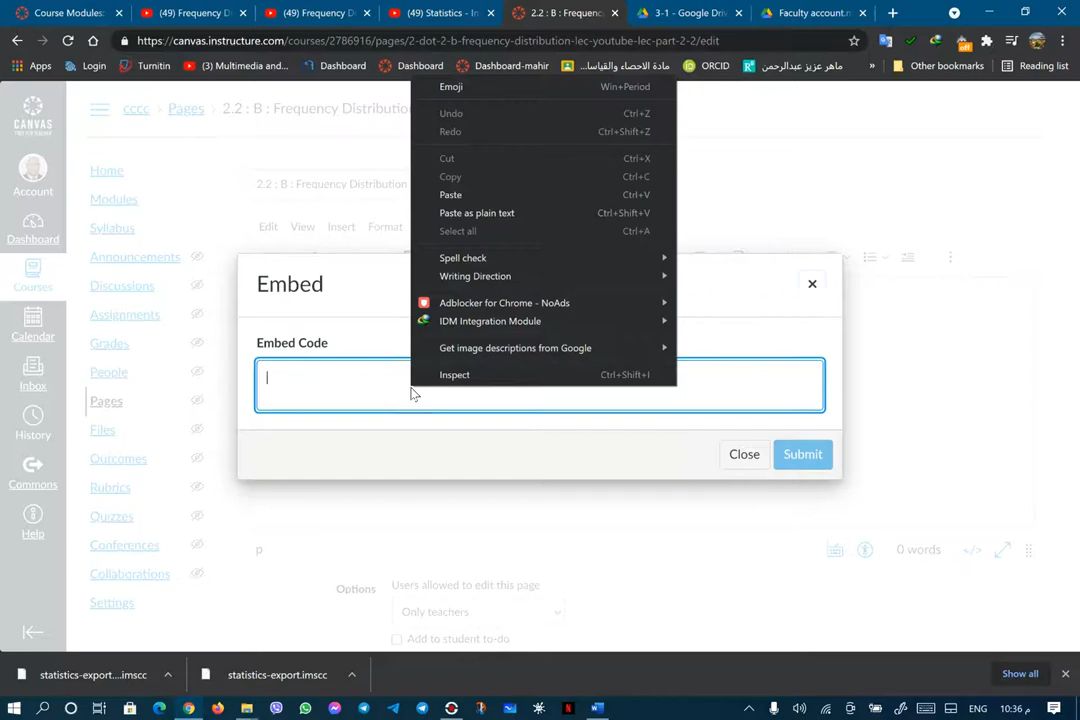 Course Modules:
(49) Frequency Di
(49) Frequency D
(49) Statistics - In
2.2 : B : Frequenc
3-1 - Google Driv
Faculty account.n
https://canvas.instructure.com/courses/2786916/pages/2-dot-2-b-frequency-distribution-lec-youtube-lec-part-2-2/edit
Apps
Login
Turnitin
(3) Multimedia and...
Dashboard
Dashboard
Dashboard-mahir
مادة الاحصاء والقياسا...
ORCID
ماهر عزيز عبدالرحمن
»
Other bookmarks
Reading list
CANVAS
Account
Dashboard
Courses
Calendar
Inbox
History
Commons
Help
cccc > Pages > 2.2 : B : Frequency Distribution
Home
Modules
Syllabus
Announcements
Discussions
Assignments
Grades
People
Pages
Files
Outcomes
Rubrics
Quizzes
Conferences
Collaborations
Settings
2.2 : B : Frequency Distribution
Edit View Insert Format
Embed
Embed Code
Close
Submit
Emoji Win+Period
Undo Ctrl+Z
Redo Ctrl+Shift+Z
Cut Ctrl+X
Copy Ctrl+C
Paste Ctrl+V
Paste as plain text Ctrl+Shift+V
Select all Ctrl+A
Spell check
Writing Direction
Adblocker for Chrome - NoAds
IDM Integration Module
Get image descriptions from Google
Inspect Ctrl+Shift+I
p
0 words
</>
Options
Users allowed to edit this page
Only teachers
Add to student to-do
statistics-export....imscc
statistics-export.imscc
Show all
ENG
10:36 م